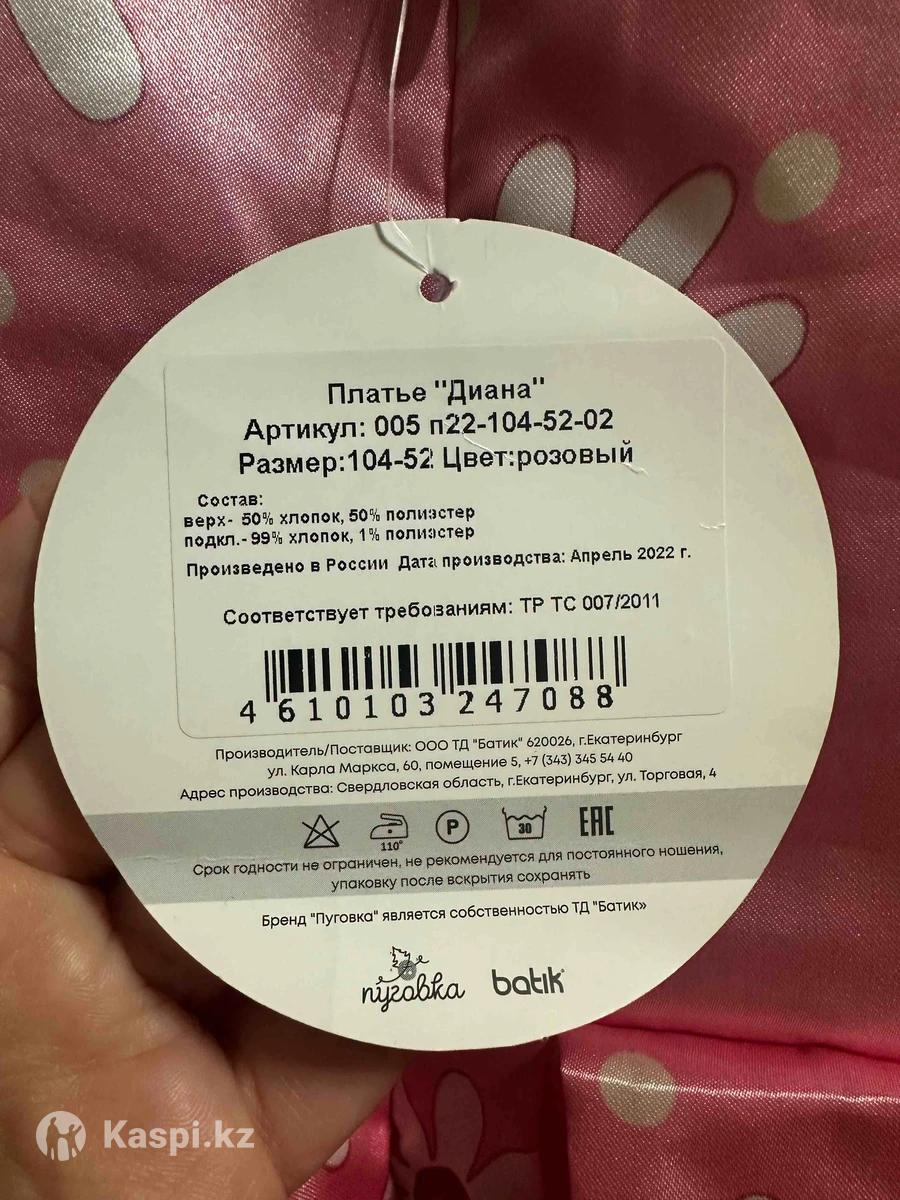 Платье "Диана"
Артикул: 005 п22-104-52-02
Размер:104-52 Цвет:розовый
Состав:
верх- 50% хлопок, 50% полиэстер
подкл.- 99% хлопок, 1% полиэстер
Произведено в России Дата производства: Апрель 2022 г.
Соответствует требованиям: ТР ТС 007/2011
4 610103 247088
Производитель/Поставщик: ООО ТД "Батик" 620026, г.Екатеринбург
ул. Карла Маркса, 60, помещение 5, +7 (343) 345 54 40
Адрес производства: Свердловская область, г.Екатеринбург, ул. Торговая, 4
110° P 30 EAC
Срок годности не ограничен, не рекомендуется для постоянного ношения,
упаковку после вскрытия сохранять
Бренд "Пуговка" является собственностью ТД "Батик»
пуговка batik
Kaspi.kz